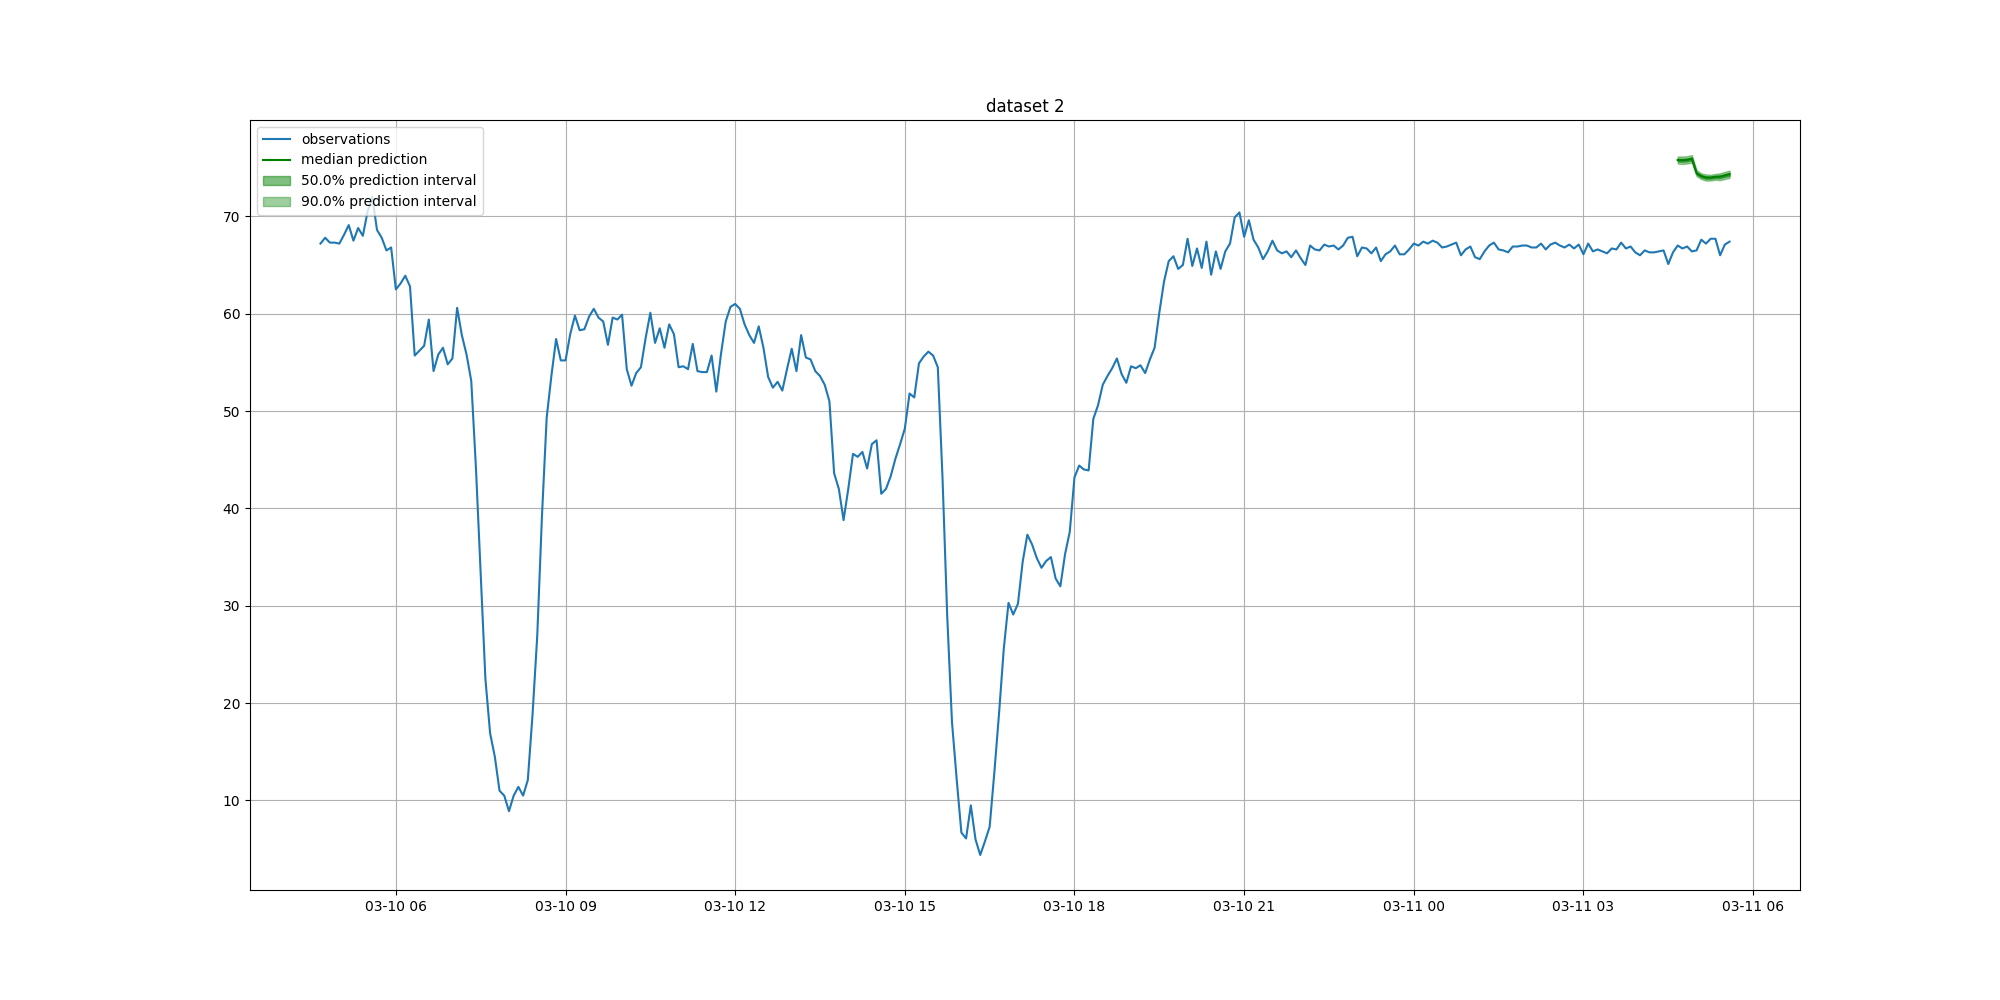 dataset 2
observations
median prediction
50.0% prediction interval
90.0% prediction interval
70
60
50
40
30
20
10
03-10 06 03-10 09 03-10 12 03-10 15 03-10 18 03-10 21 03-11 00 03-11 03 03-11 06